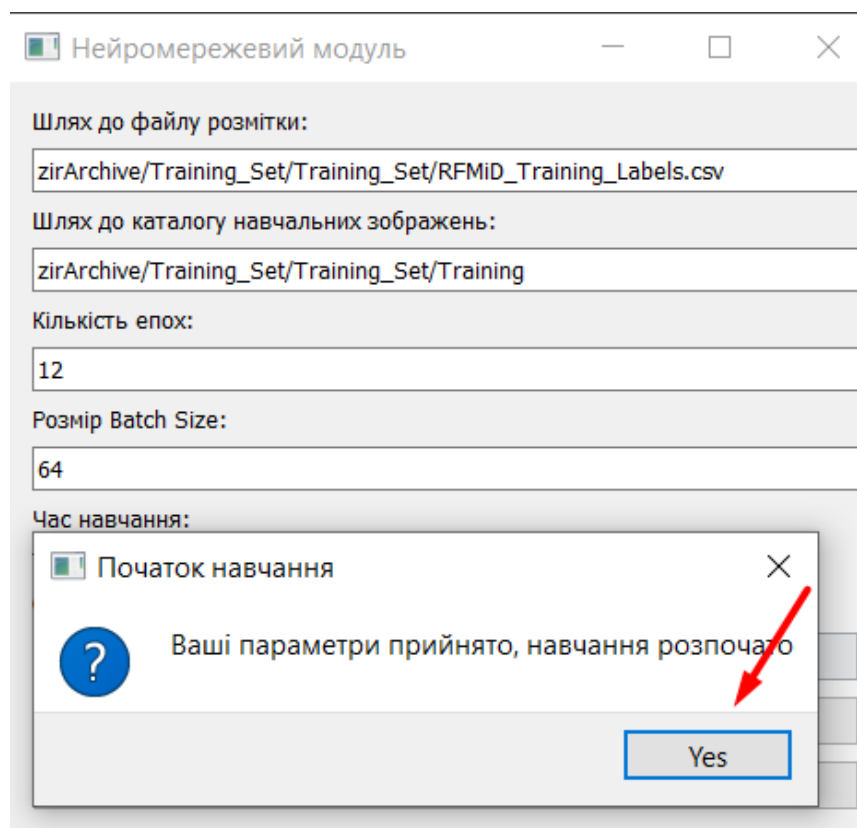 Нейромережевий модуль
Шлях до файлу розмітки:
zirArchive/Training_Set/Training_Set/RFMiD_Training_Labels.csv
Шлях до каталогу навчальних зображень:
zirArchive/Training_Set/Training_Set/Training
Кількість епох:
12
Розмір Batch Size:
64
Час навчання:
Початок навчання
Ваші параметри прийнято, навчання розпочато
Yes